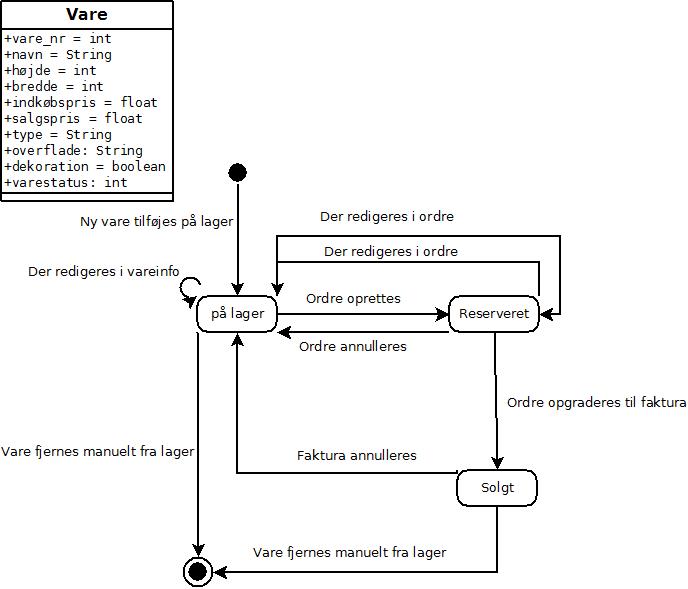 Vare
+vare_nr = int
+navn = String
+højde = int
+bredde = int
+indkøbspris = float
+salgspris = float
+type = String
+overflade: String
+dekoration = boolean
+varestatus: int
Ny vare tilføjes på lager
Der redigeres i ordre
Der redigeres i ordre
Der redigeres i vareinfo
Ordre oprettes
på lager
Reserveret
Ordre annulleres
Ordre opgraderes til faktura
Vare fjernes manuelt fra lager
Faktura annulleres
Solgt
Vare fjernes manuelt fra lager